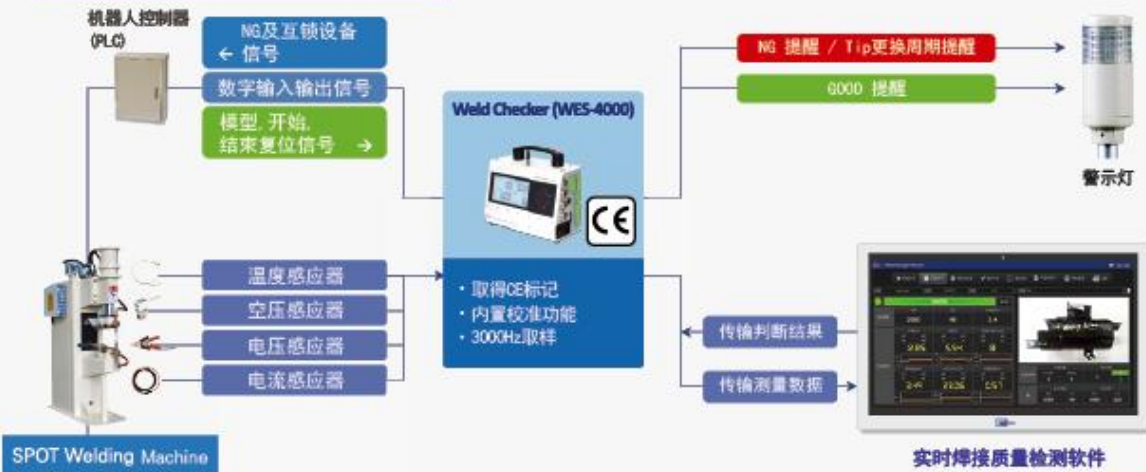 机器人控制器
(PLC)
NG及互锁设备
← 信号
数字输入输出信号
模型, 开始,
结束复位信号 →
Weld Checker (WES-4000)
CE
・取得CE标记
・内置校准功能
・3000Hz取样
NG 提醒 / Tip更换周期提醒
GOOD 提醒
警示灯
温度感应器
空压感应器
电压感应器
电流感应器
传输判断结果
传输测量数据
SPOT Welding Machine
实时焊接质量检测软件